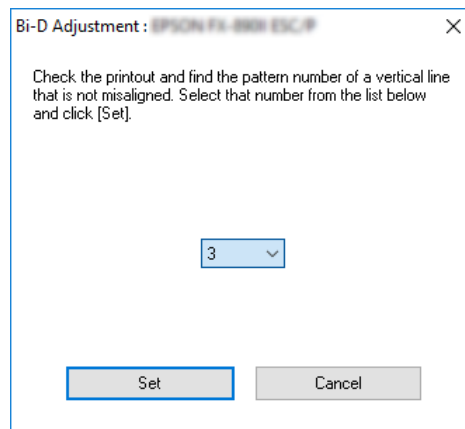 Bi-D Adjustment :
Check the printout and find the pattern number of a vertical line
that is not misaligned. Select that number from the list below
and click [Set].
3
Set Cancel